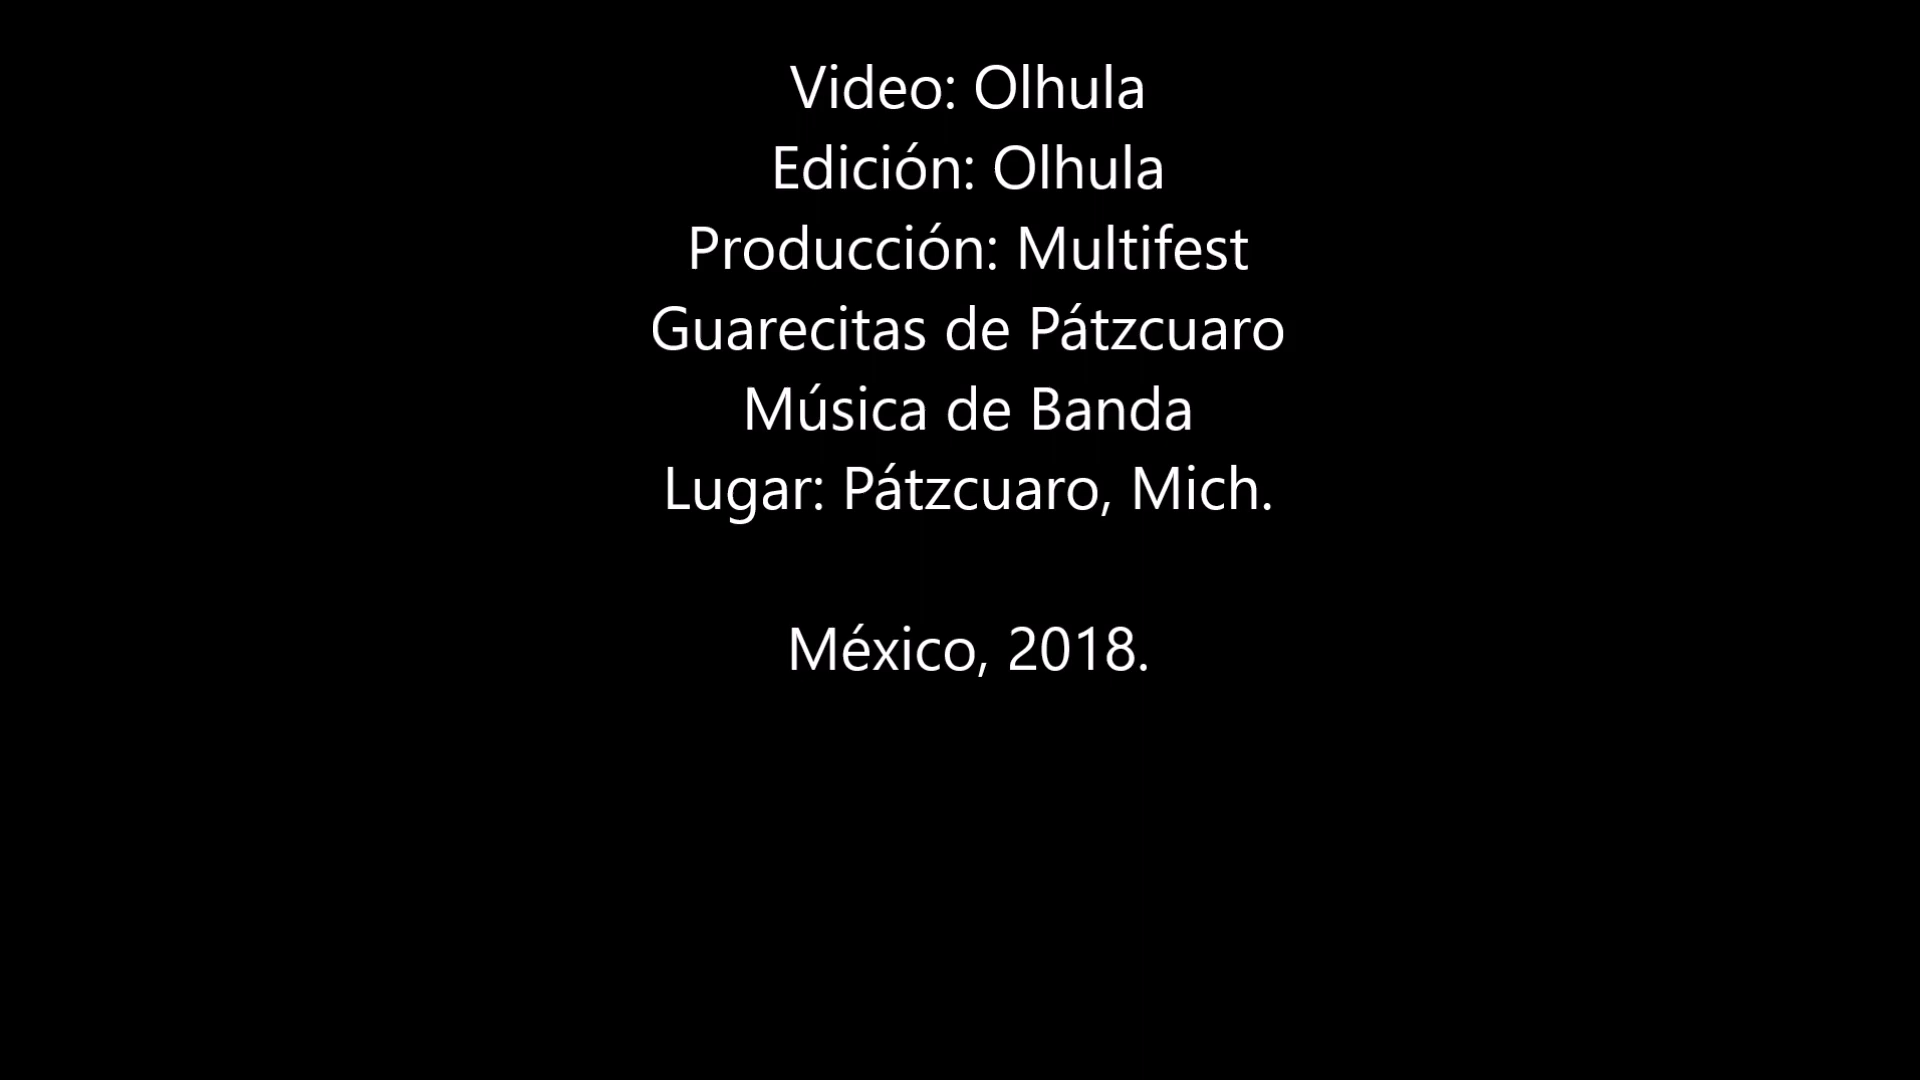 Video: Olhula
Edición: Olhula
Producción: Multifest
Guarecitas de Pátzcuaro
Música de Banda
Lugar: Pátzcuaro, Mich.
México, 2018.